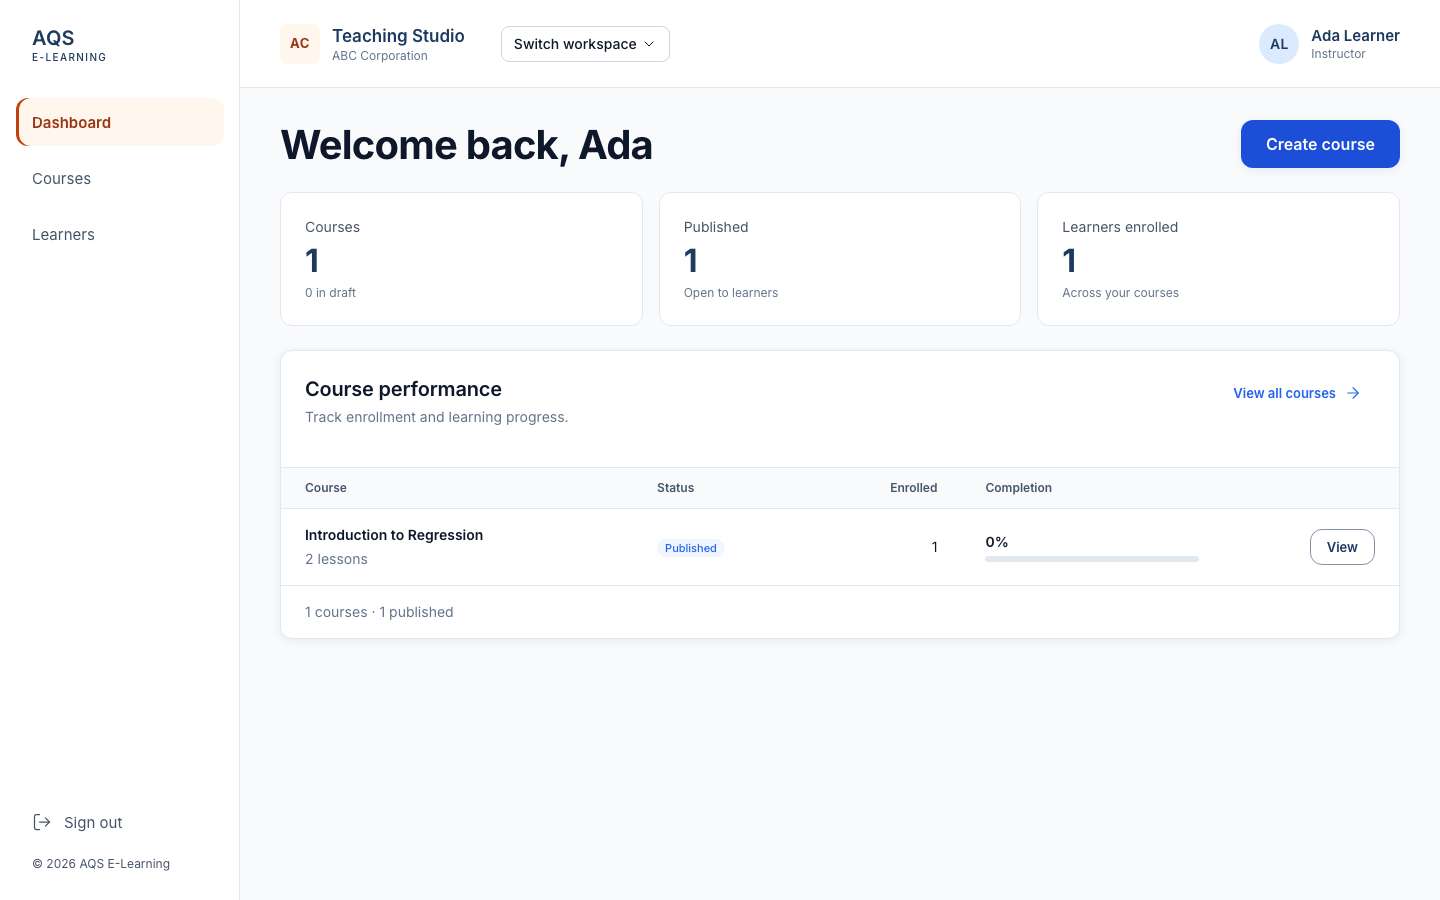 AQS
E-LEARNING
Dashboard
Courses
Learners
Sign out
© 2026 AQS E-Learning
AC
Teaching Studio
ABC Corporation
Switch workspace
AL
Ada Learner
Instructor
Welcome back, Ada
Create course
Courses
1
0 in draft
Published
1
Open to learners
Learners enrolled
1
Across your courses
Course performance
Track enrollment and learning progress.
View all courses
Course Status Enrolled Completion
Introduction to Regression
2 lessons
Published
1
0%
View
1 courses · 1 published